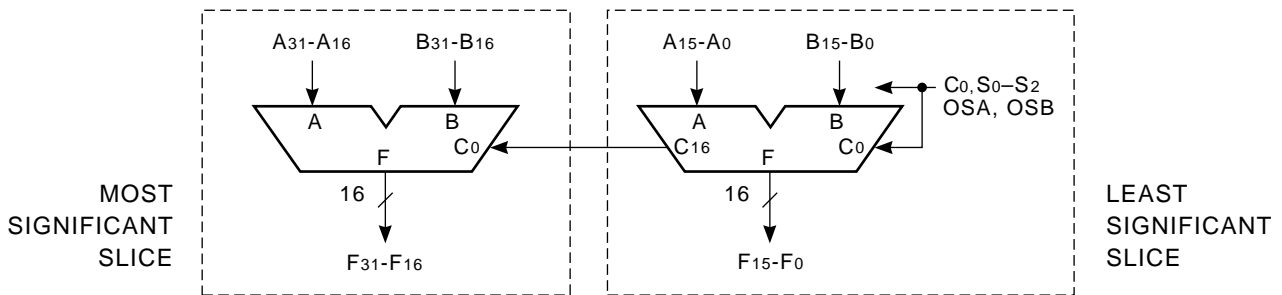 A31-A16
B31-B16
A15-A0
B15-B0
C0,S0–S2
OSA, OSB
A
B
C0
F
A
B
C16
C0
F
16
16
MOST
SIGNIFICANT
SLICE
LEAST
SIGNIFICANT
SLICE
F31-F16
F15-F0